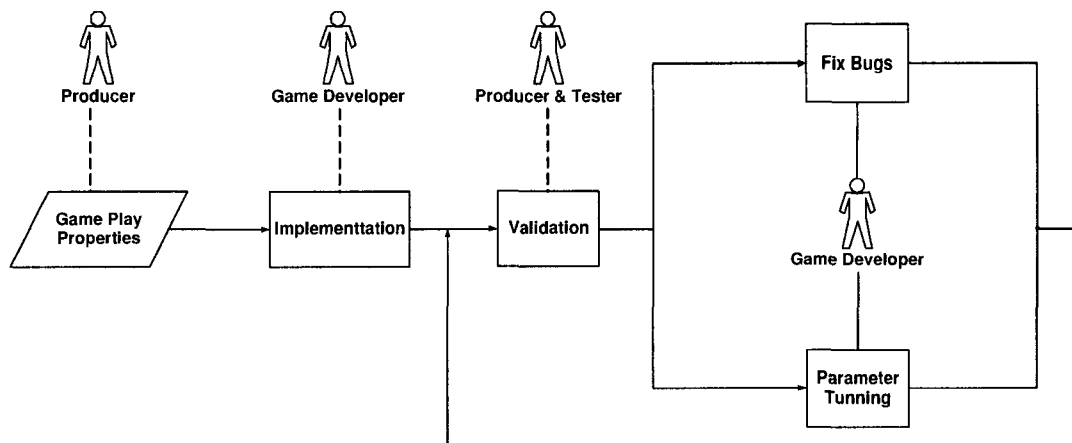 Producer
Game Developer
Producer & Tester
Fix Bugs
Game Play
Properties
Implementtation
Validation
Game Developer
Parameter
Tunning